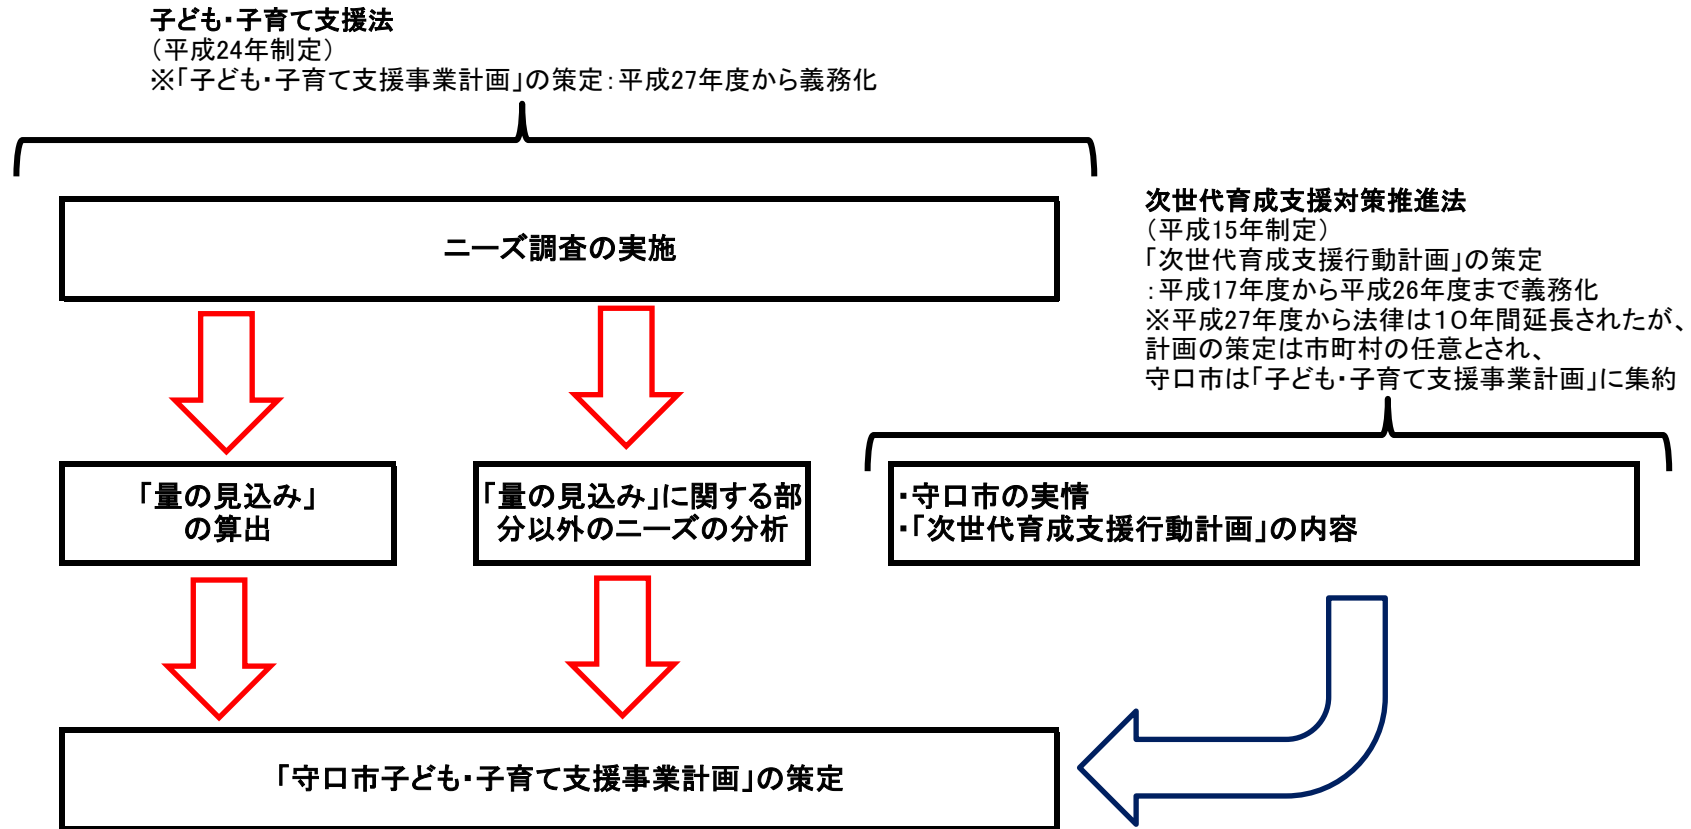 子ども・子育て支援法
（平成24年制定）
※「子ども・子育て支援事業計画」の策定：平成27年度から義務化
ニーズ調査の実施
次世代育成支援対策推進法
（平成15年制定）
「次世代育成支援行動計画」の策定
：平成17年度から平成26年度まで義務化
※平成27年度から法律は１０年間延長されたが、
計画の策定は市町村の任意とされ、
守口市は「子ども・子育て支援事業計画」に集約
「量の見込み」
の算出
「量の見込み」に関する部
分以外のニーズの分析
・守口市の実情
・「次世代育成支援行動計画」の内容
「守口市子ども・子育て支援事業計画」の策定